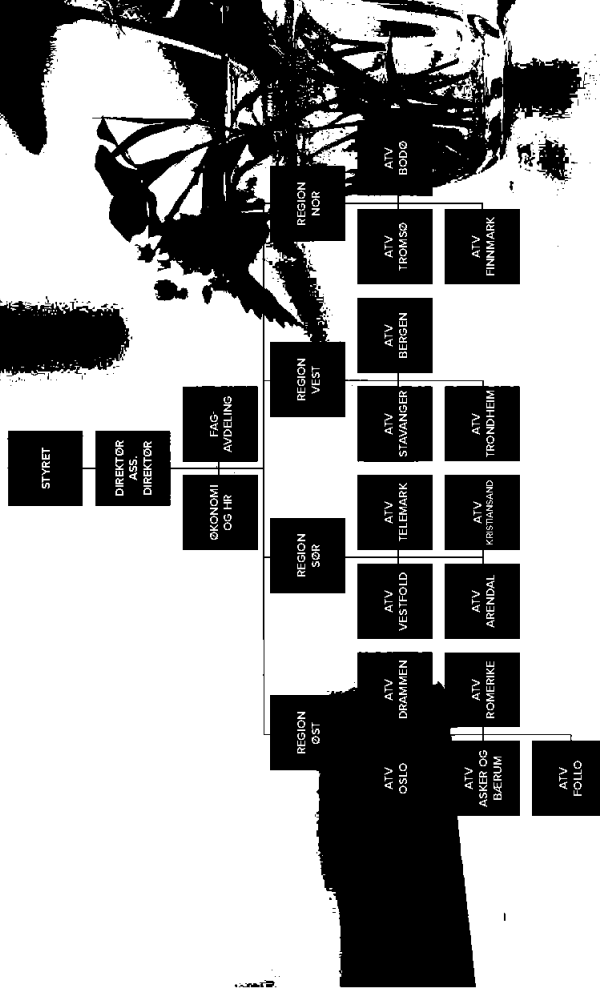 STYRET
DIREKTØR
ASS.
DIREKTØR
ØKONOMI
OG HR
FAG-
AVDELING
REGION
ØST
REGION
SØR
REGION
VEST
REGION
NOR
ATV
OSLO
ATV
DRAMMEN
ATV
VESTFOLD
ATV
TELEMARK
ATV
STAVANGER
ATV
BERGEN
ATV
TROMSØ
ATV
BODØ
ATV
ASKER OG
BÆRUM
ATV
ROMERIKE
ATV
ARENDAL
ATV
KRISTIANSAND
ATV
TRONDHEIM
ATV
FINNMARK
ATV
FOLLO